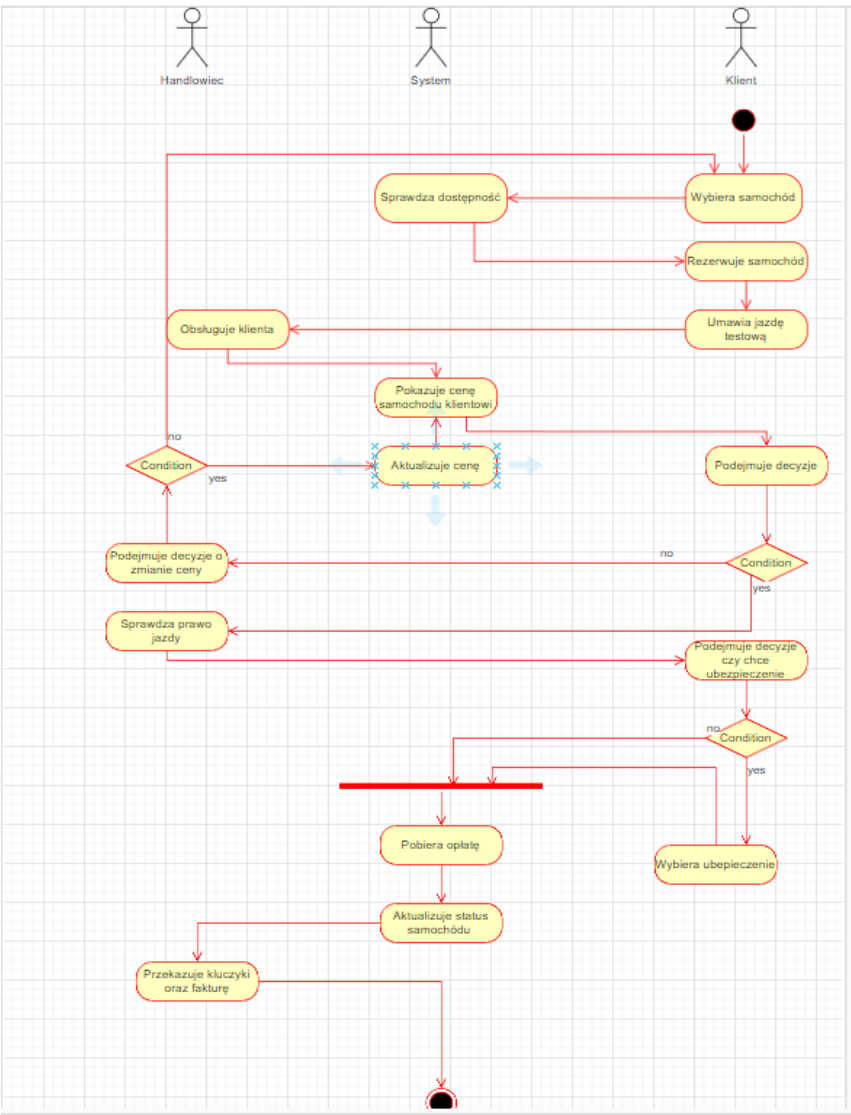 Handlowiec
System
Klient
Sprawdza dostępność
Wybiera samochód
Rezerwuje samochód
Obsługuje klienta
Umawia jazdę
testową
Pokazuje cenę
samochodu klientowi
no
Condition
yes
Aktualizuje cenę
Podejmuje decyzje
Podejmuje decyzje o
zmianie ceny
no
Condition
yes
Sprawdza prawo
jazdy
Podejmuje decyzje
czy chce
ubezpieczenie
no
Condition
yes
Pobiera opłatę
Wybiera ubepieczenie
Aktualizuje status
samochódu
Przekazuje kluczyki
oraz fakturę